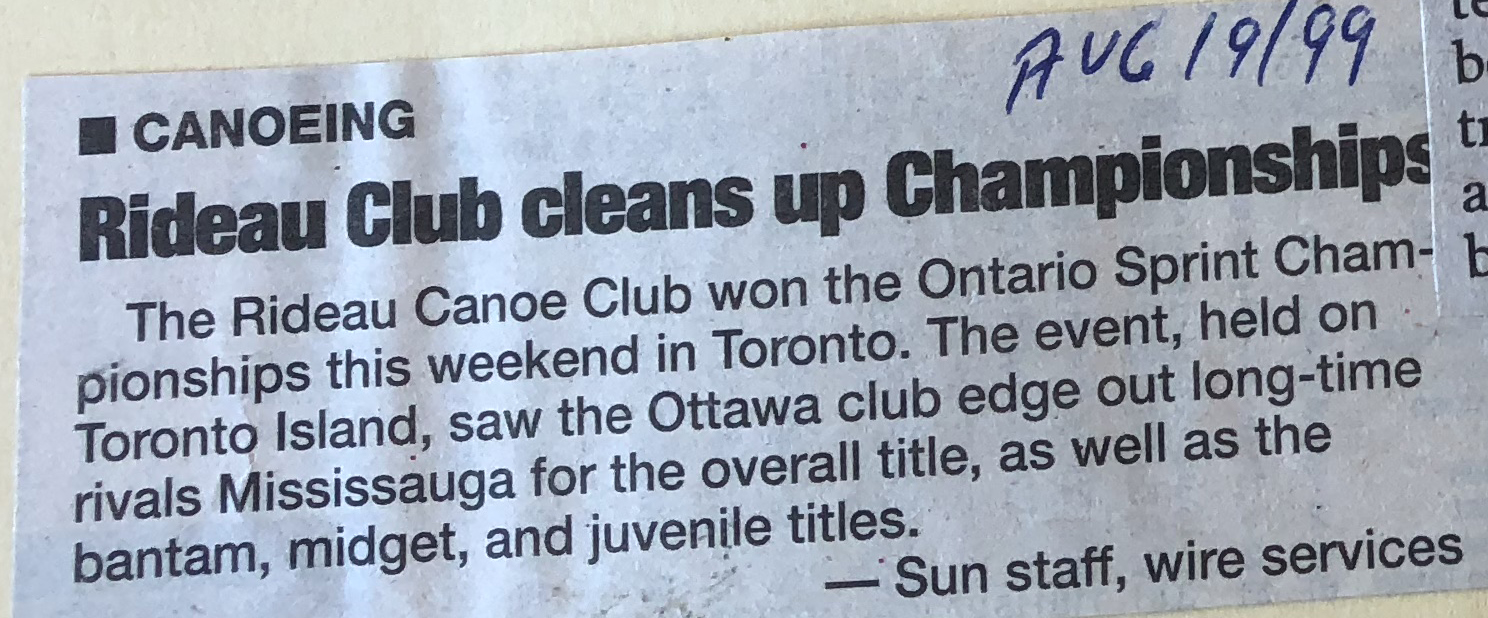 AUG 19/99
■ CANOEING
Rideau Club cleans up Championships
The Rideau Canoe Club won the Ontario Sprint Cham-
pionships this weekend in Toronto. The event, held on
Toronto Island, saw the Ottawa club edge out long-time
rivals Mississauga for the overall title, as well as the
bantam, midget, and juvenile titles.
— Sun staff, wire services